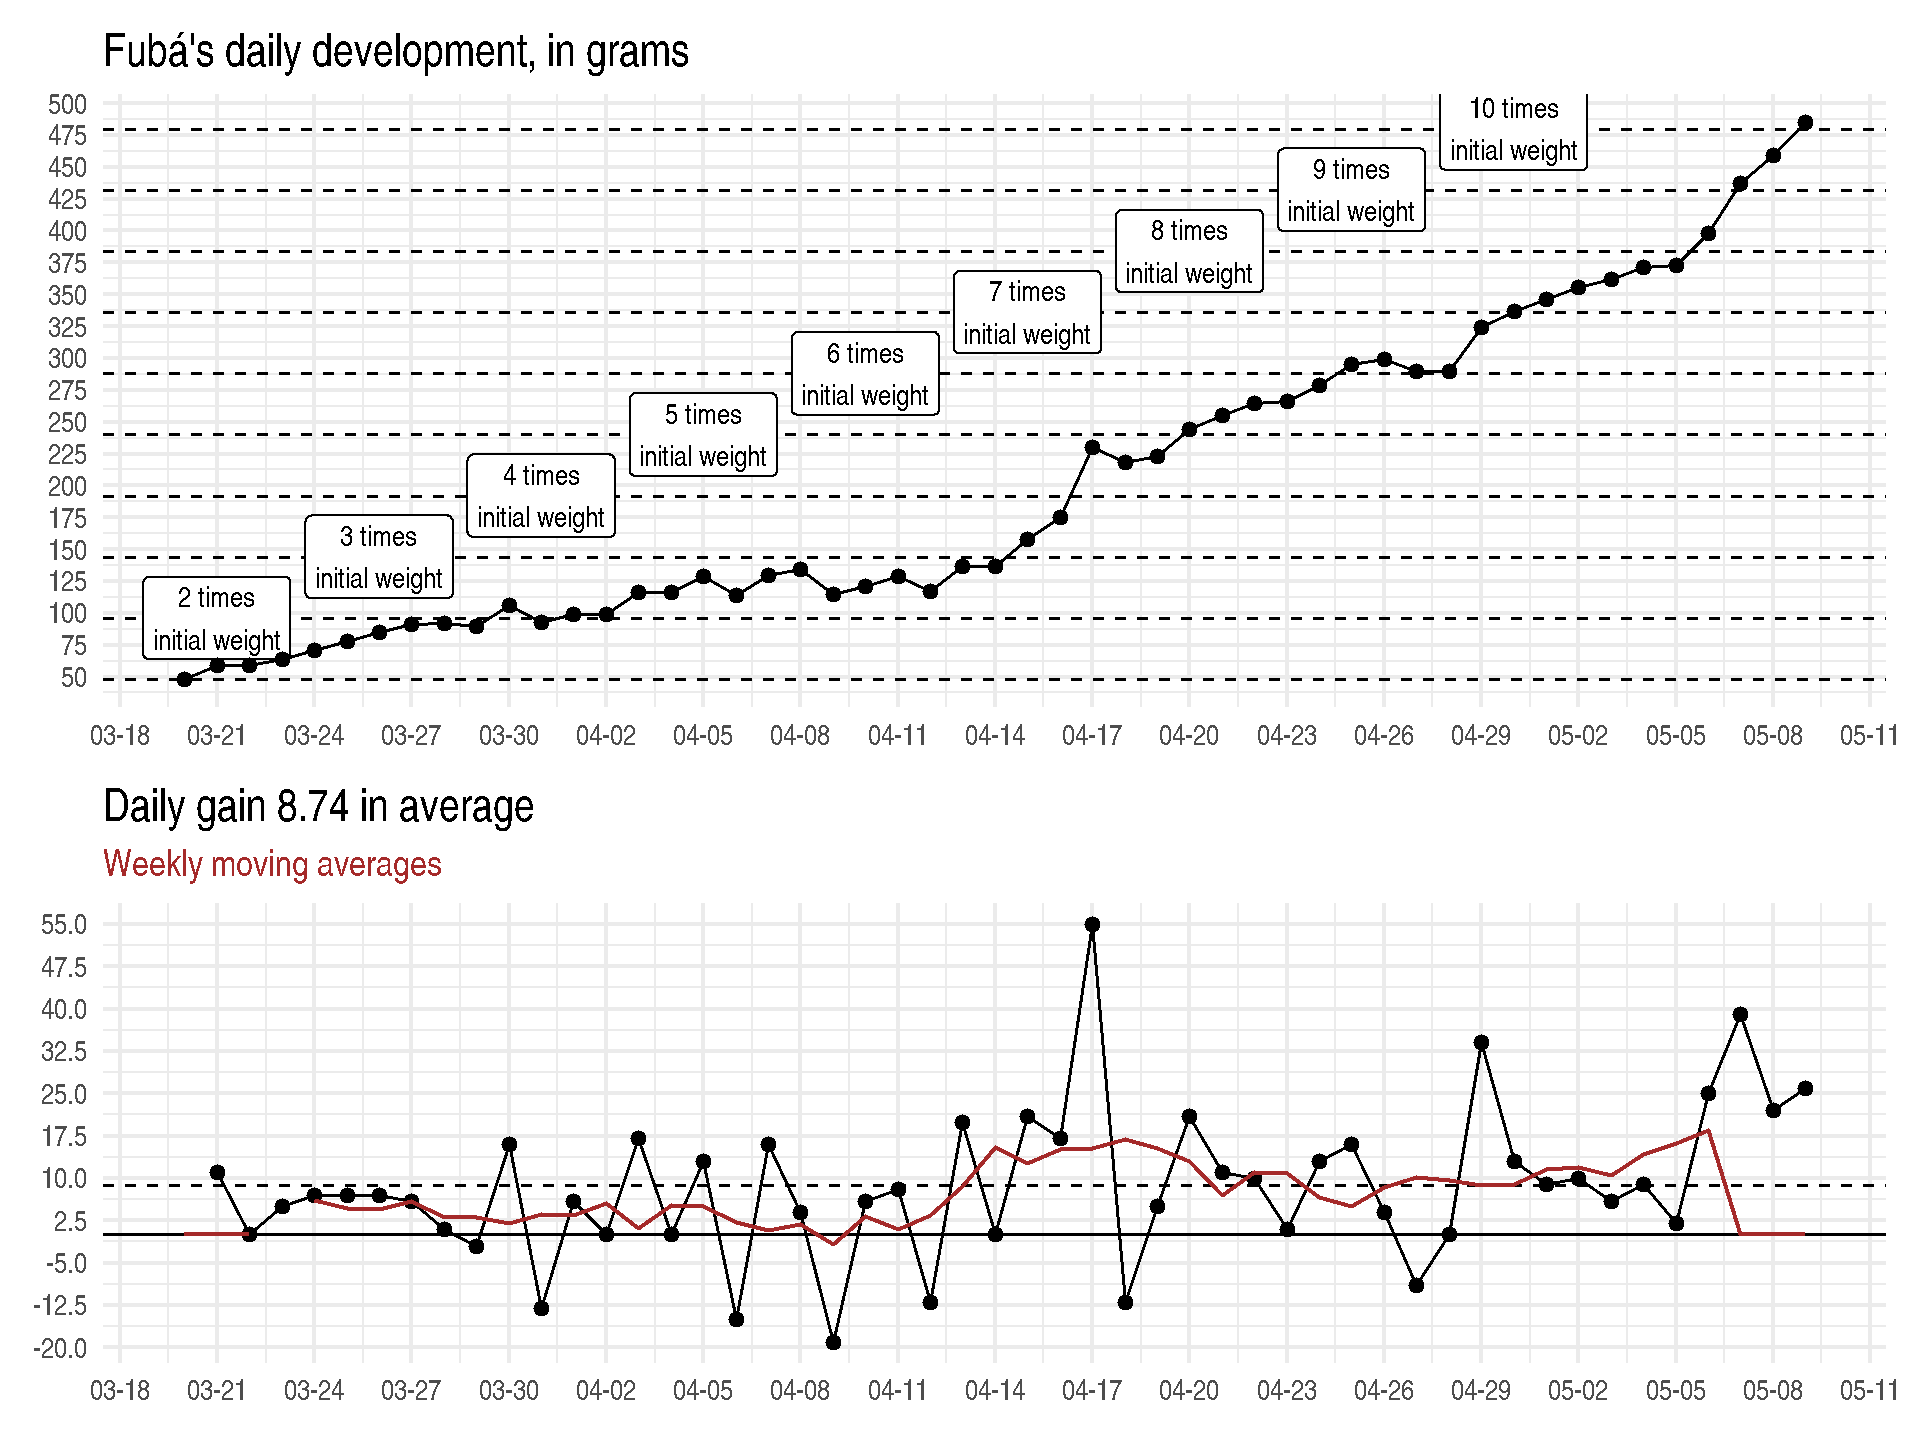 Fubá's daily development, in grams
500
475
450
425
400
375
350
325
300
275
250
225
200
175
150
125
100
75
50
10 times
initial weight
9 times
initial weight
8 times
initial weight
7 times
initial weight
6 times
initial weight
5 times
initial weight
4 times
initial weight
3 times
initial weight
2 times
initial weight
03-18 03-21 03-24 03-27 03-30 04-02 04-05 04-08 04-11 04-14 04-17 04-20 04-23 04-26 04-29 05-02 05-05 05-08 05-11
Daily gain 8.74 in average
Weekly moving averages
55.0
47.5
40.0
32.5
25.0
17.5
10.0
2.5
-5.0
-12.5
-20.0
03-18 03-21 03-24 03-27 03-30 04-02 04-05 04-08 04-11 04-14 04-17 04-20 04-23 04-26 04-29 05-02 05-05 05-08 05-11